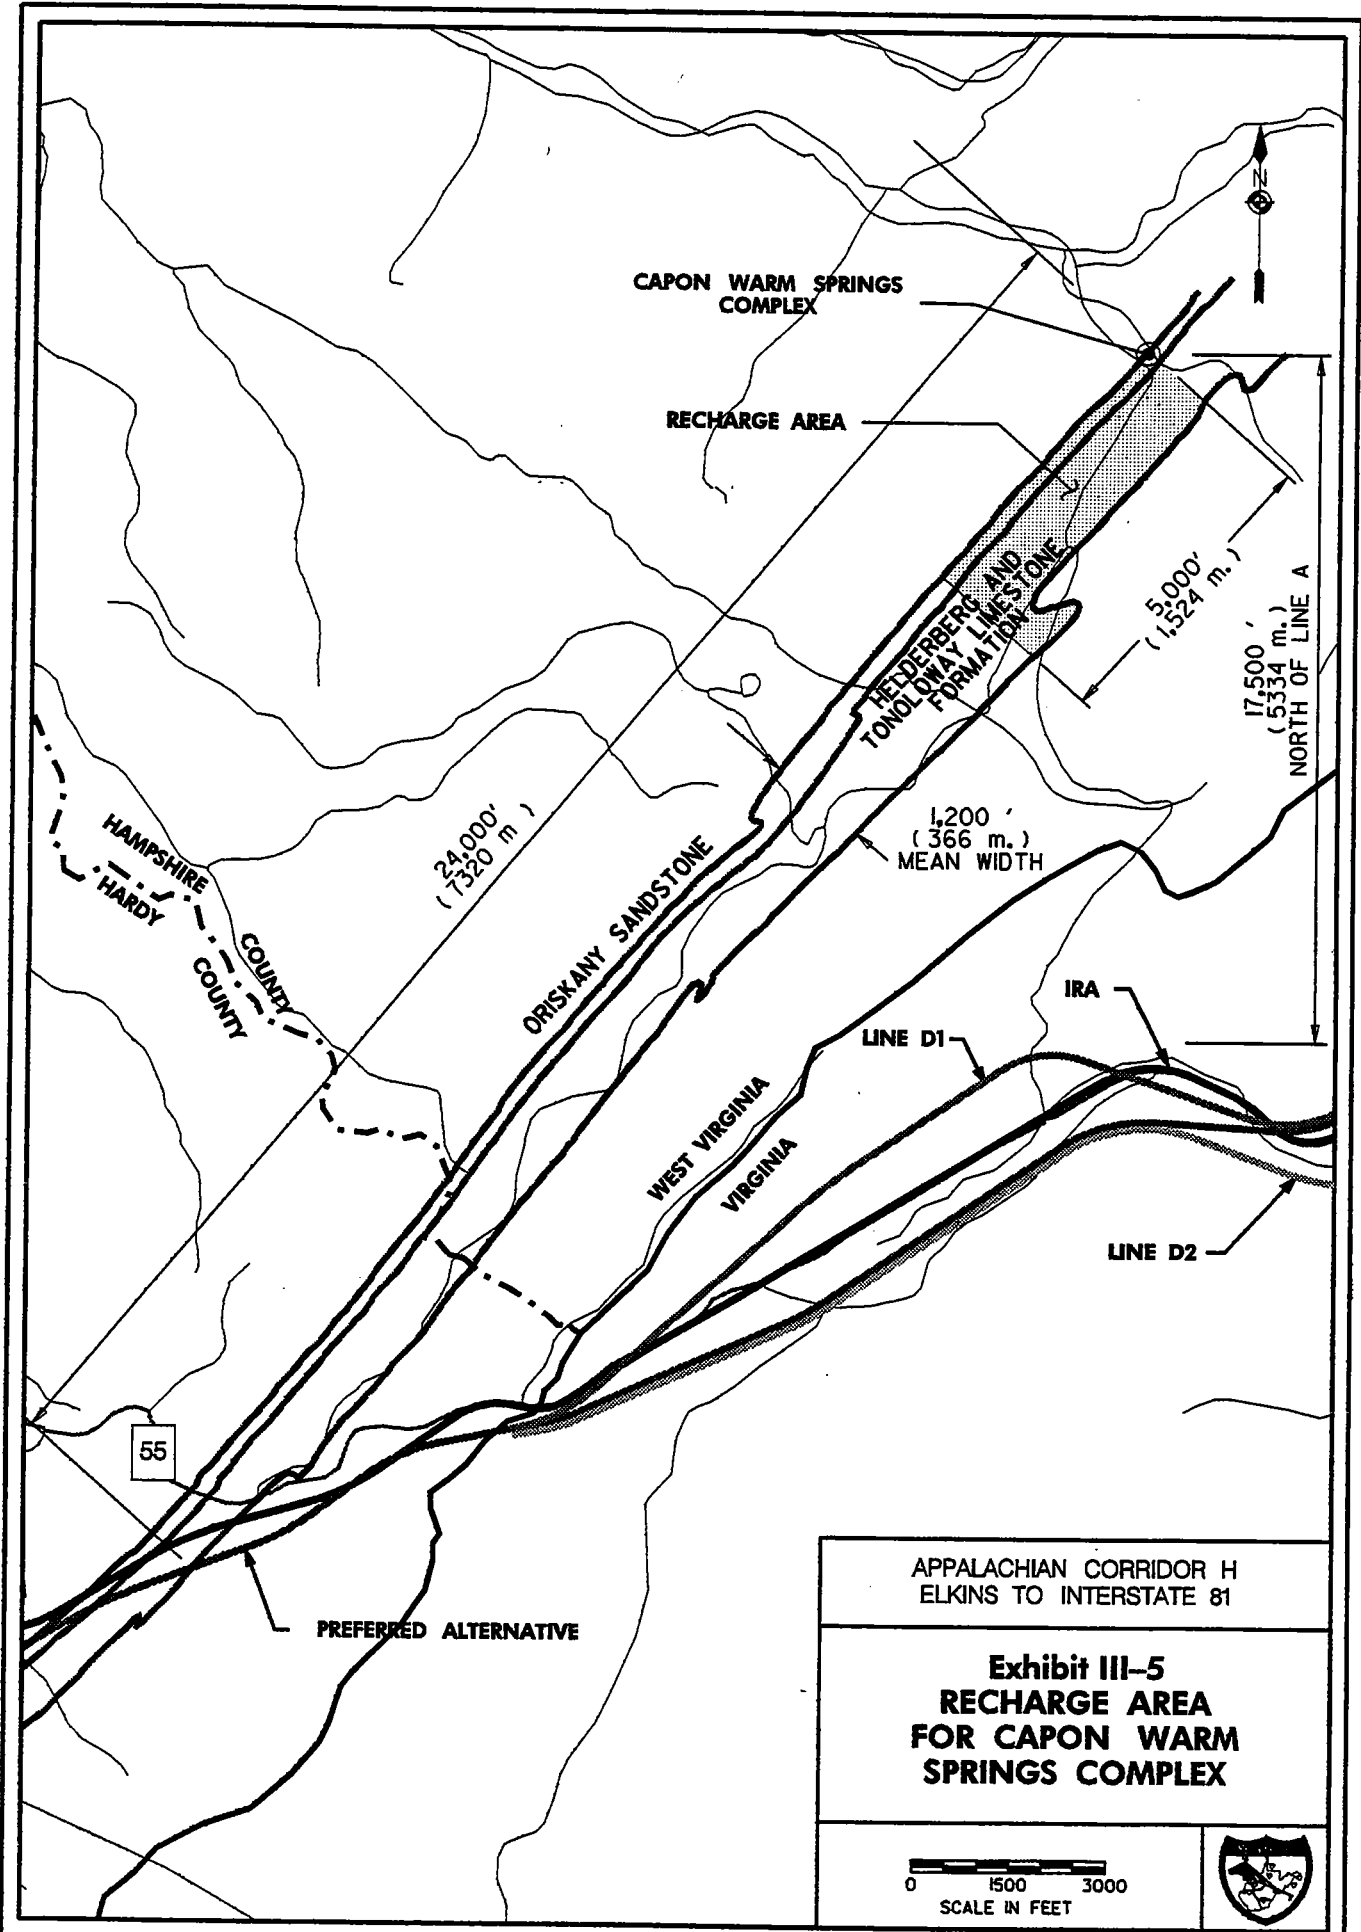 N
CAPON WARM SPRINGS
COMPLEX
RECHARGE AREA
HELDERBERG AND
TONOLOWAY LIMESTONE
FORMATION
5,000'
(1,524 m.)
17,500'
(5334 m.)
NORTH OF LINE A
24,000'
(7320 m)
1,200'
(366 m.)
MEAN WIDTH
HAMPSHIRE COUNTY
HARDY COUNTY
ORISKANY SANDSTONE
IRA
LINE D1
WEST VIRGINIA
VIRGINIA
LINE D2
55
PREFERRED ALTERNATIVE
APPALACHIAN CORRIDOR H
ELKINS TO INTERSTATE 81
Exhibit III-5
RECHARGE AREA
FOR CAPON WARM
SPRINGS COMPLEX
0 1500 3000
SCALE IN FEET